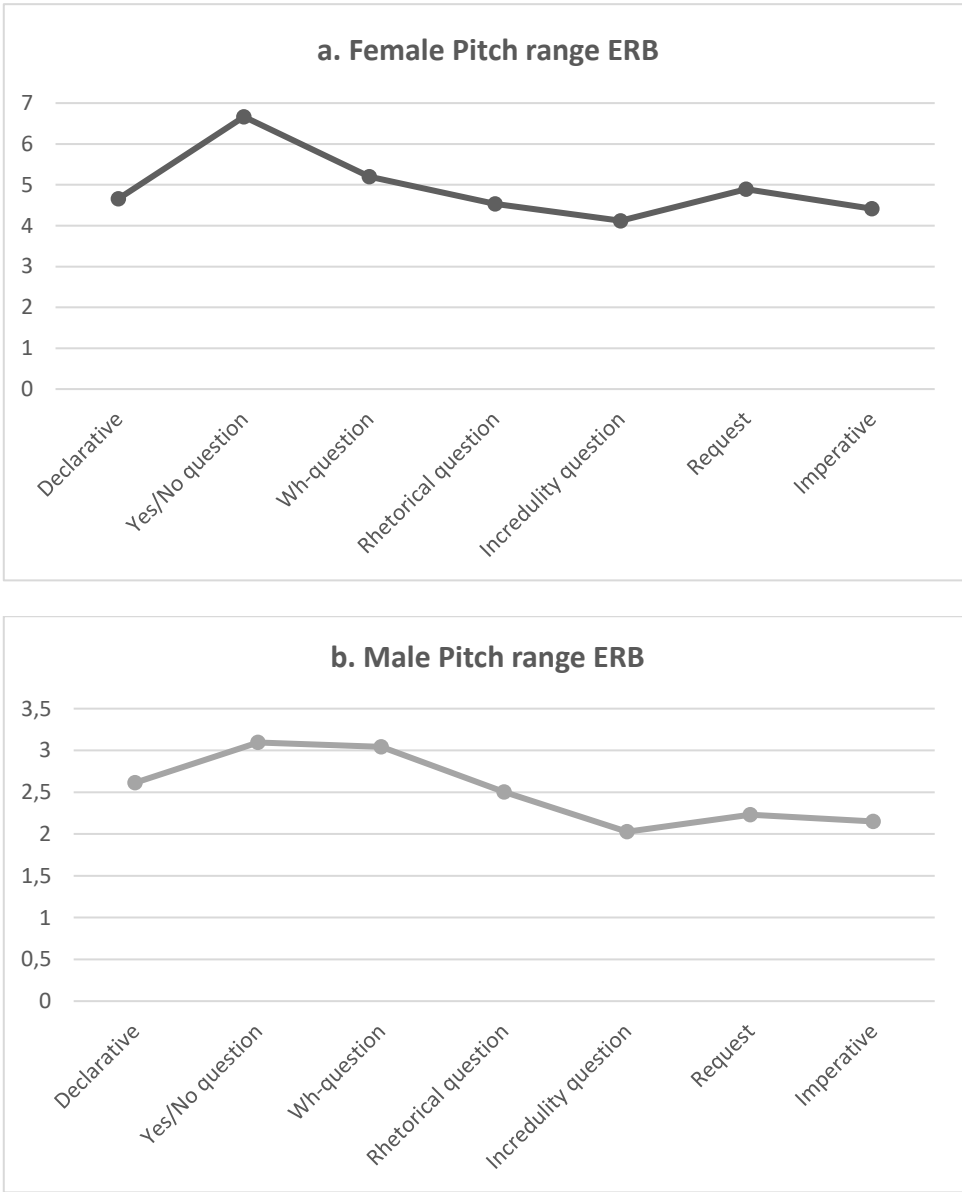 a. Female Pitch range ERB
7
6
5
4
3
2
1
0
Declarative
Yes/No question
Wh-question
Rhetorical question
Incredulity question
Request
Imperative
b. Male Pitch range ERB
3,5
3
2,5
2
1,5
1
0,5
0
Declarative
Yes/No question
Wh-question
Rhetorical question
Incredulity question
Request
Imperative